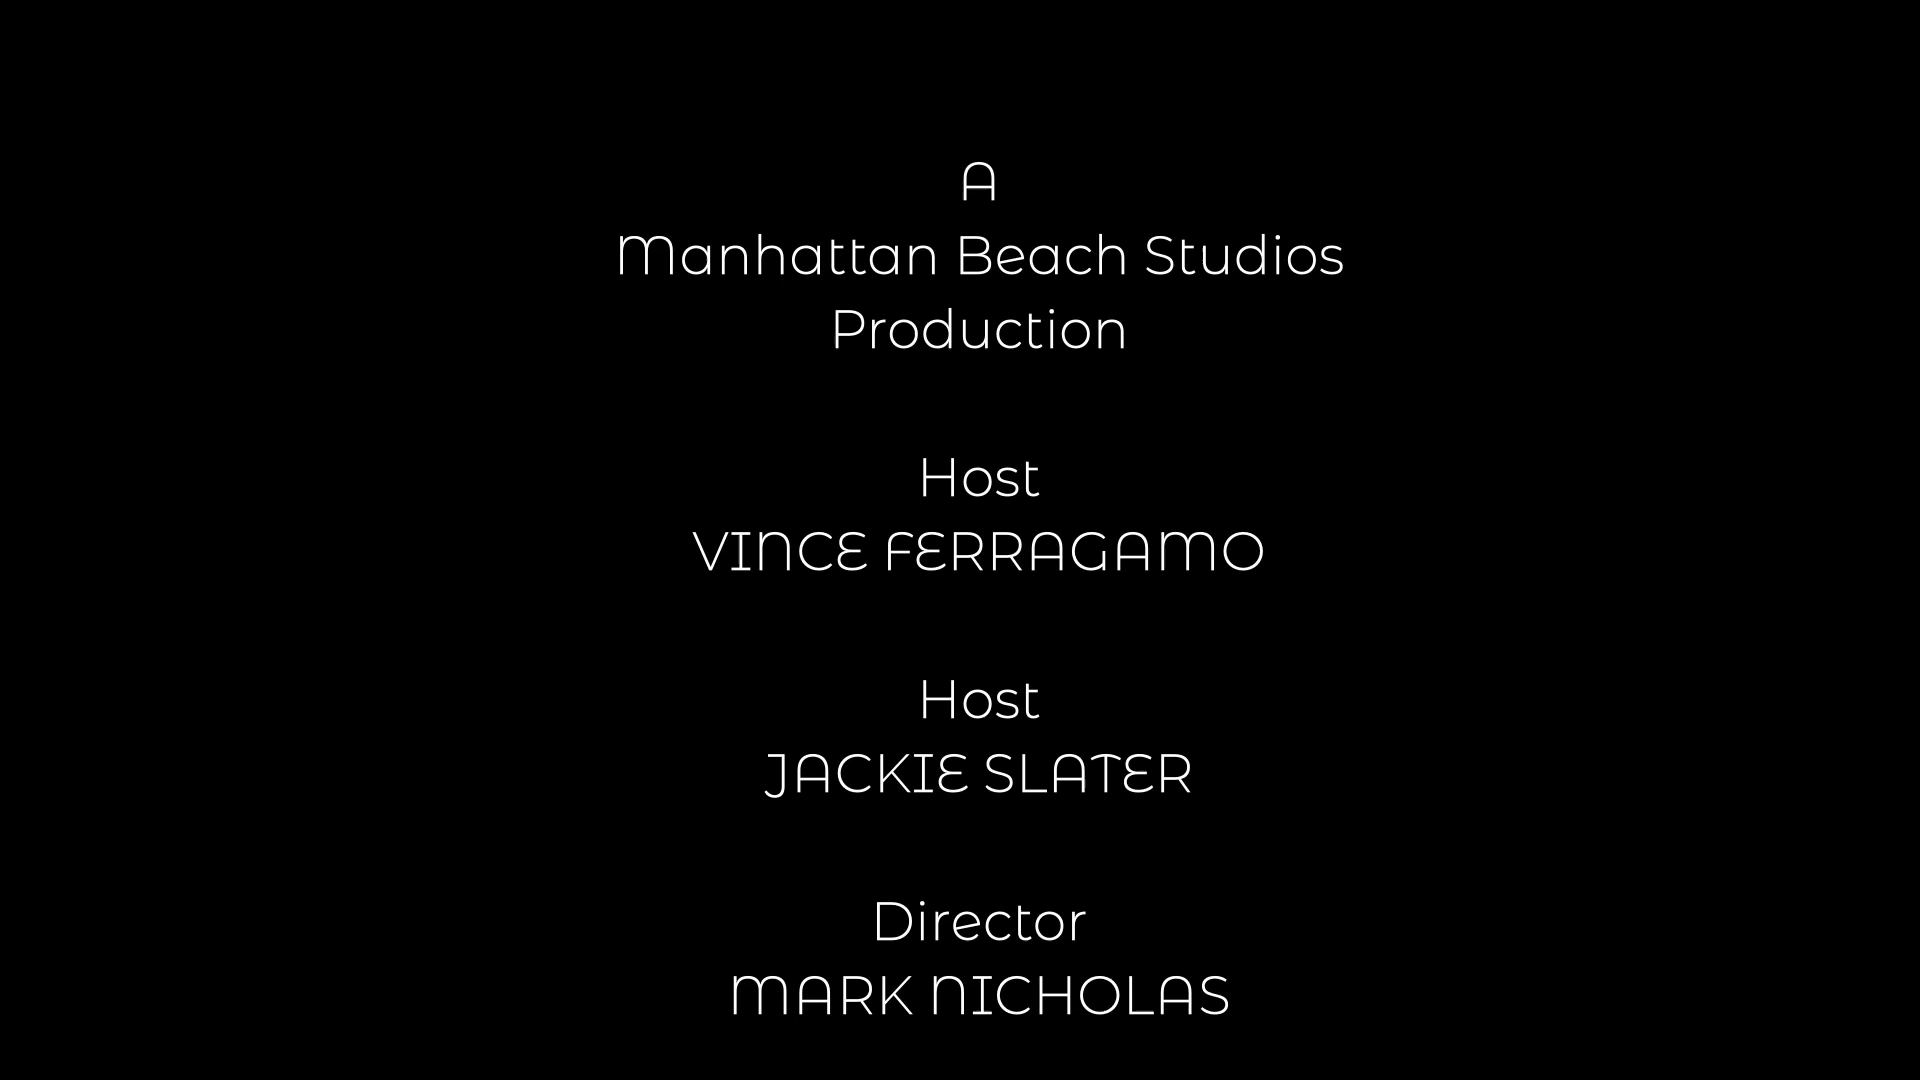 A
Manhattan Beach Studios
Production
Host
VINCE FERRAGAMO
Host
JACKIE SLATER
Director
MARK NICHOLAS